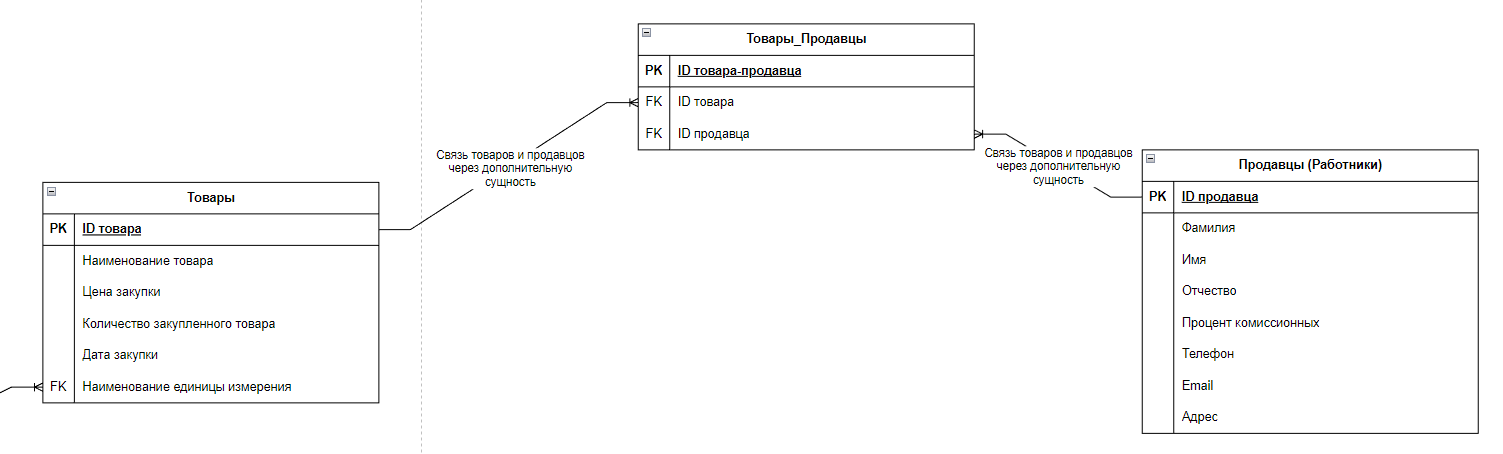 Товары_Продавцы
PK ID товара-продавца
FK ID товара
FK ID продавца
Связь товаров и продавцов
через дополнительную
сущность
Связь товаров и продавцов
через дополнительную
сущность
Товары
PK ID товара
Наименование товара
Цена закупки
Количество закупленного товара
Дата закупки
FK Наименование единицы измерения
Продавцы (Работники)
PK ID продавца
Фамилия
Имя
Отчество
Процент комиссионных
Телефон
Email
Адрес